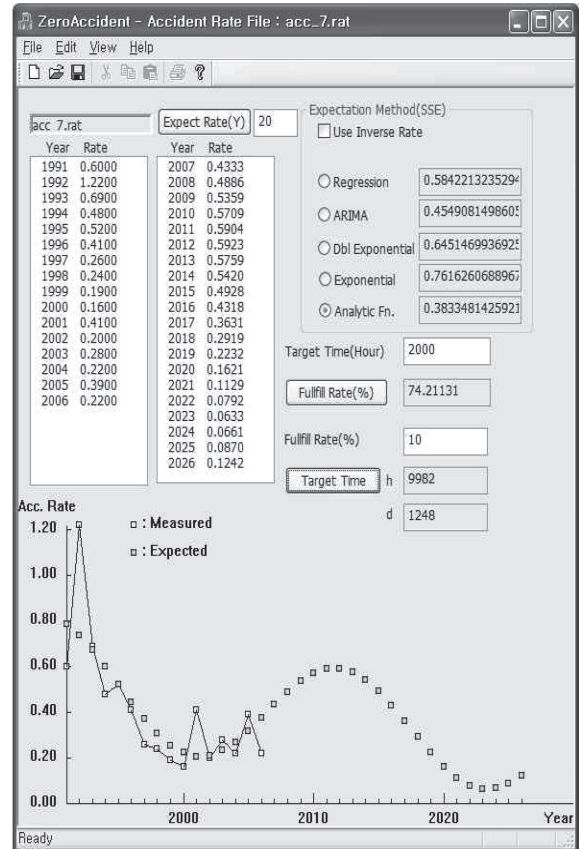 ZeroAccident - Accident Rate File : acc_7.rat
File Edit View Help
acc 7.rat
Expect Rate(Y) 20
Year Rate
1991 0.6000
1992 1.2200
1993 0.6900
1994 0.4800
1995 0.5200
1996 0.4100
1997 0.2600
1998 0.2400
1999 0.1900
2000 0.1600
2001 0.4100
2002 0.2000
2003 0.2800
2004 0.2200
2005 0.3900
2006 0.2200
Year Rate
2007 0.4333
2008 0.4886
2009 0.5359
2010 0.5709
2011 0.5904
2012 0.5923
2013 0.5759
2014 0.5420
2015 0.4928
2016 0.4318
2017 0.3631
2018 0.2919
2019 0.2232
2020 0.1621
2021 0.1129
2022 0.0792
2023 0.0633
2024 0.0661
2025 0.0870
2026 0.1242
Expectation Method(SSE)
Use Inverse Rate
Regression 0.584221323529
ARIMA 0.454908149860
Dbl Exponential 0.645146993692
Exponential 0.761626068896
Analytic Fn. 0.383348142592
Target Time(Hour) 2000
Fullfill Rate(%) 74.21131
Fullfill Rate(%) 10
Target Time h 9982
d 1248
Acc. Rate
□ : Measured
□ : Expected
1.20
1.00
0.80
0.60
0.40
0.20
0.00
2000 2010 2020 Year
Ready